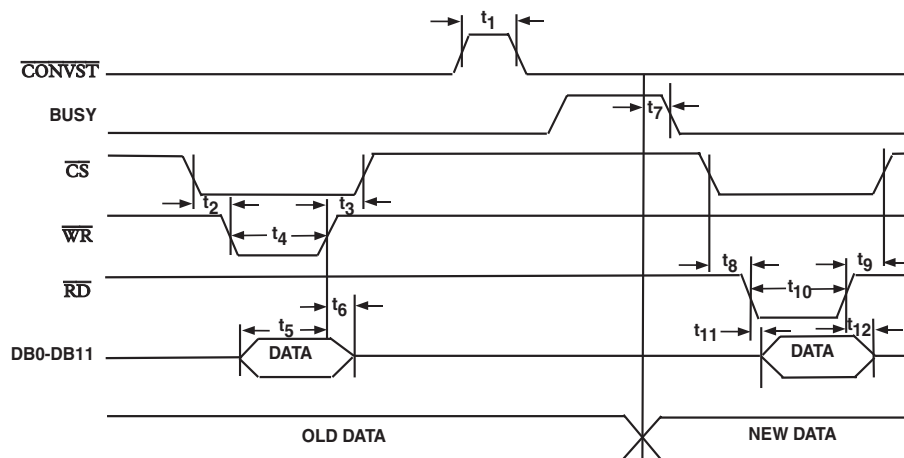 t1
CONVST
BUSY
t7
CS
t2
t3
WR
t4
t8
t9
RD
t6
t10
t5
t11
t12
DB0-DB11
DATA
DATA
OLD DATA
NEW DATA